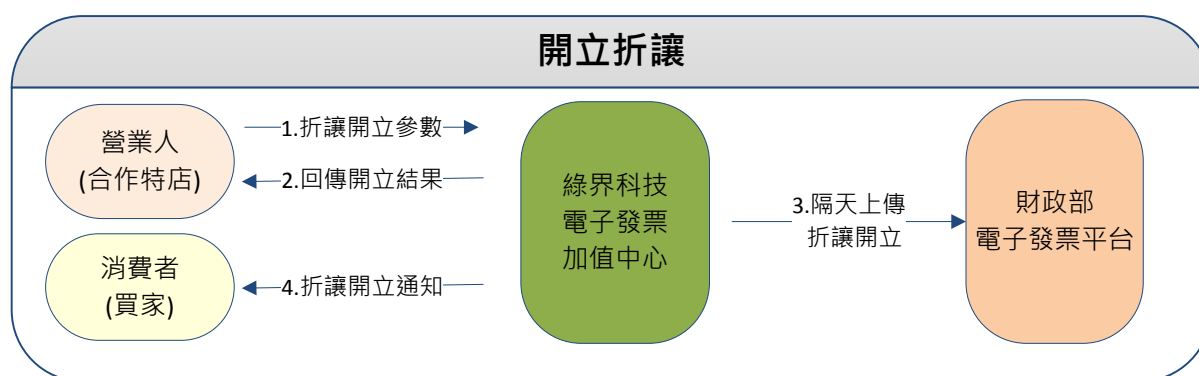 開立折讓
營業人
(合作特店)
1.折讓開立參數
2.回傳開立結果
消費者
(買家)
4.折讓開立通知
綠界科技
電子發票
加值中心
3.隔天上傳
折讓開立
財政部
電子發票平台